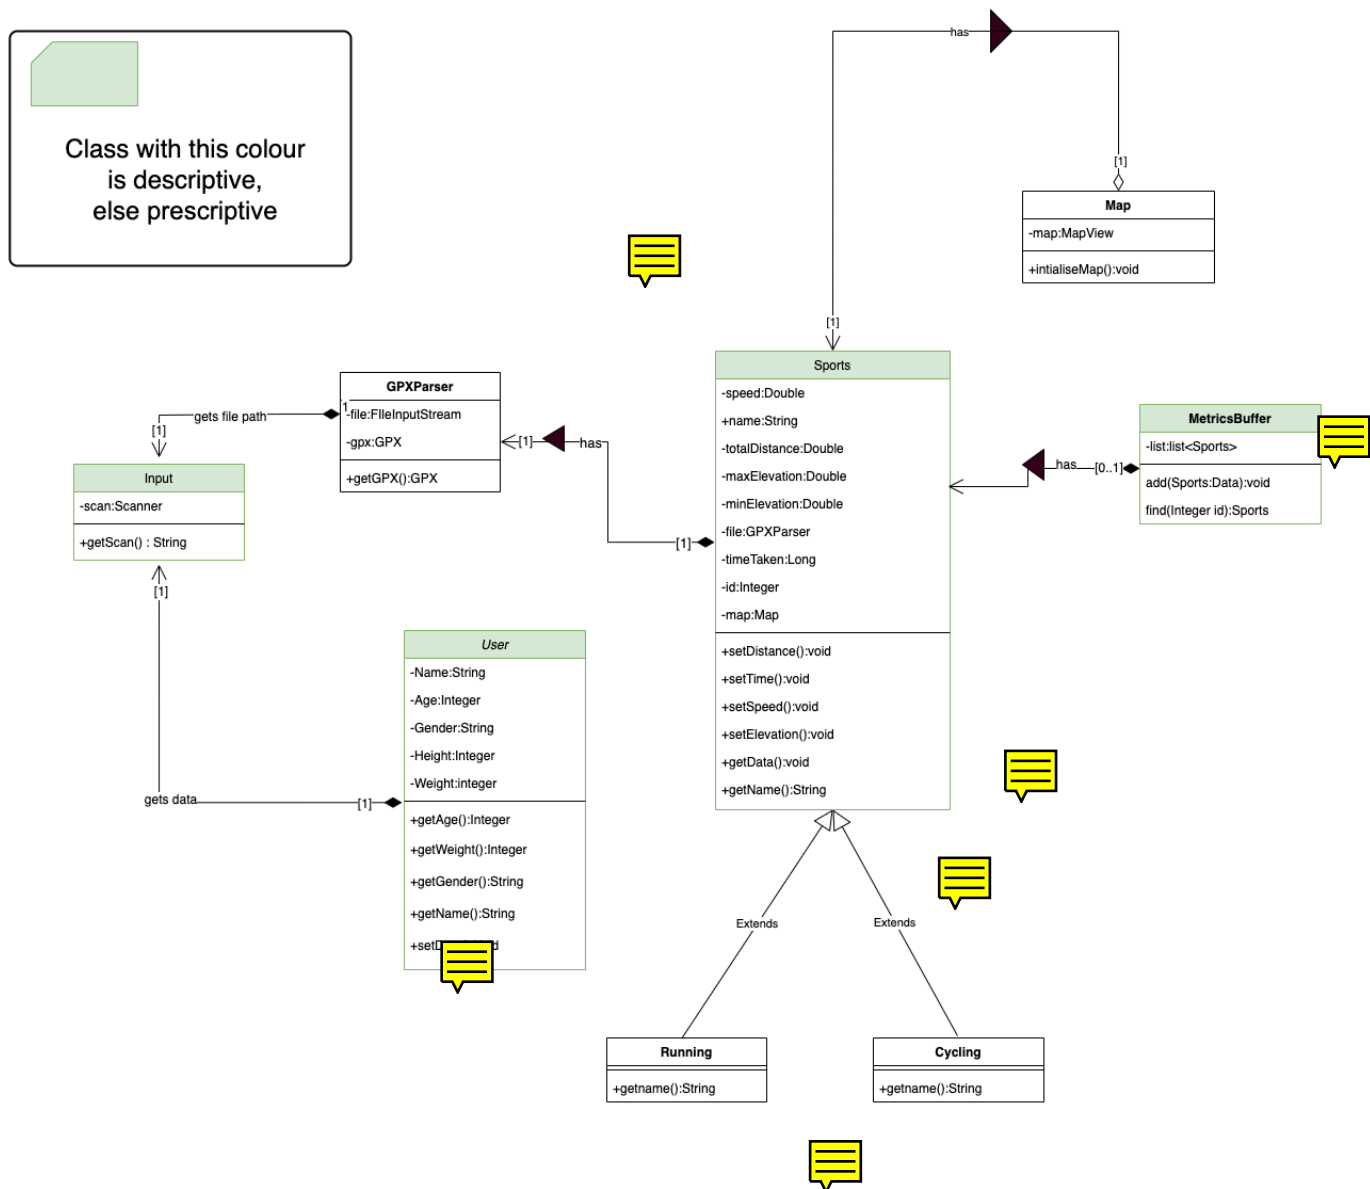 Class with this colour
is descriptive,
else prescriptive
has
[1]
Map
-map:MapView
+intialiseMap():void
[1]
GPXParser
1
-file:FIleInputStream
-gpx:GPX
+getGPX():GPX
gets file path
[1]
[1]
has
[1]
Input
-scan:Scanner
+getScan() : String
[1]
gets data
[1]
User
-Name:String
-Age:Integer
-Gender:String
-Height:Integer
-Weight:integer
+getAge():Integer
+getWeight():Integer
+getGender():String
+getName():String
Sports
-speed:Double
+name:String
-totalDistance:Double
-maxElevation:Double
-minElevation:Double
-file:GPXParser
-timeTaken:Long
-id:Integer
-map:Map
+setDistance():void
+setTime():void
+setSpeed():void
+setElevation():void
+getData():void
+getName():String
has
[0..1]
MetricsBuffer
-list:list<Sports>
add(Sports:Data):void
find(Integer id):Sports
Extends
Extends
Running
+getname():String
Cycling
+getname():String